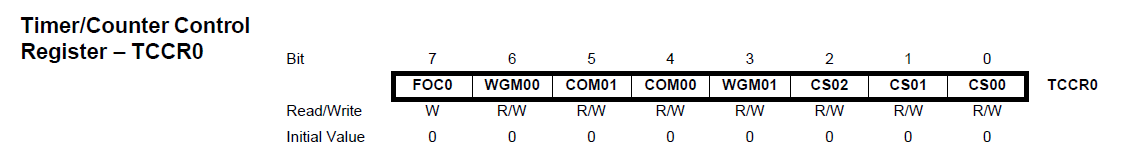 Timer/Counter Control
Register – TCCR0
Bit 7 6 5 4 3 2 1 0
FOC0 WGM00 COM01 COM00 WGM01 CS02 CS01 CS00 TCCR0
Read/Write W R/W R/W R/W R/W R/W R/W R/W
Initial Value 0 0 0 0 0 0 0 0